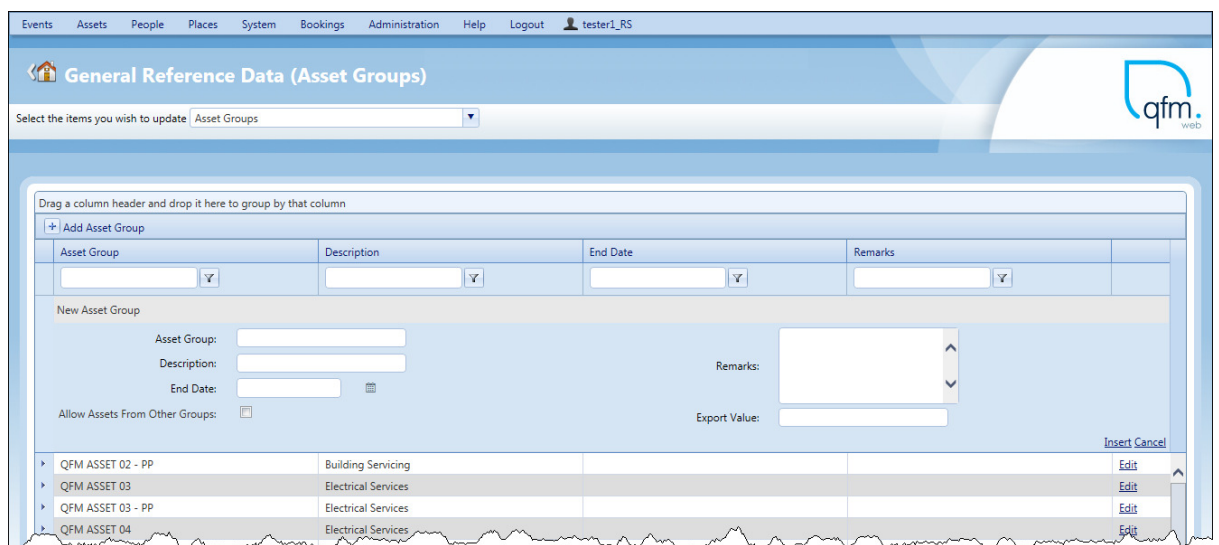 Events Assets People Places System Bookings Administration Help Logout tester1_RS
General Reference Data (Asset Groups)
Select the items you wish to update Asset Groups
qfm.
web
Drag a column header and drop it here to group by that column
+ Add Asset Group
Asset Group Description End Date Remarks
New Asset Group
Asset Group:
Description:
End Date:
Allow Assets From Other Groups:
Remarks:
Export Value:
Insert Cancel
QFM ASSET 02 - PP Building Servicing Edit
QFM ASSET 03 Electrical Services Edit
QFM ASSET 03 - PP Electrical Services Edit
QFM ASSET 04 Electrical Services Edit